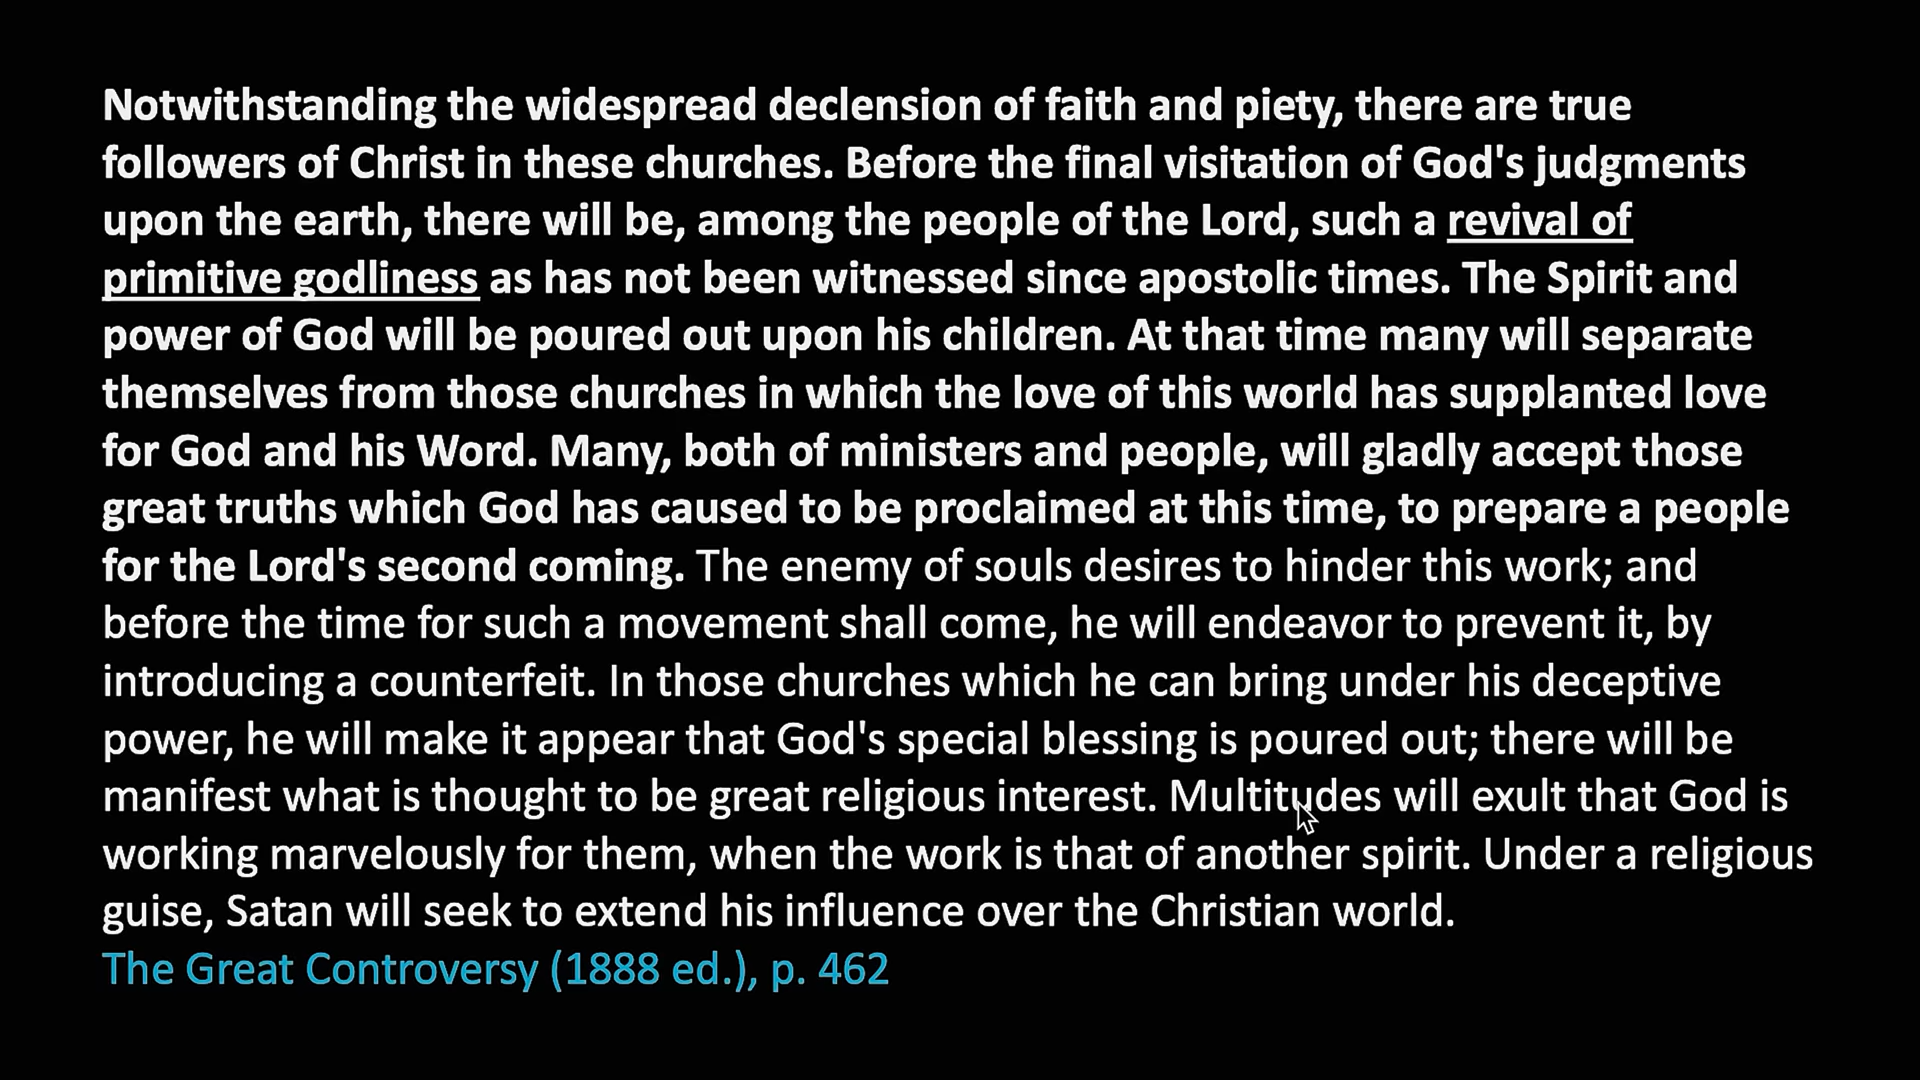 Notwithstanding the widespread declension of faith and piety, there are true
followers of Christ in these churches. Before the final visitation of God's judgments
upon the earth, there will be, among the people of the Lord, such a revival of
primitive godliness as has not been witnessed since apostolic times. The Spirit and
power of God will be poured out upon his children. At that time many will separate
themselves from those churches in which the love of this world has supplanted love
for God and his Word. Many, both of ministers and people, will gladly accept those
great truths which God has caused to be proclaimed at this time, to prepare a people
for the Lord's second coming. The enemy of souls desires to hinder this work; and
before the time for such a movement shall come, he will endeavor to prevent it, by
introducing a counterfeit. In those churches which he can bring under his deceptive
power, he will make it appear that God's special blessing is poured out; there will be
manifest what is thought to be great religious interest. Multitudes will exult that God is
working marvelously for them, when the work is that of another spirit. Under a religious
guise, Satan will seek to extend his influence over the Christian world.
The Great Controversy (1888 ed.), p. 462